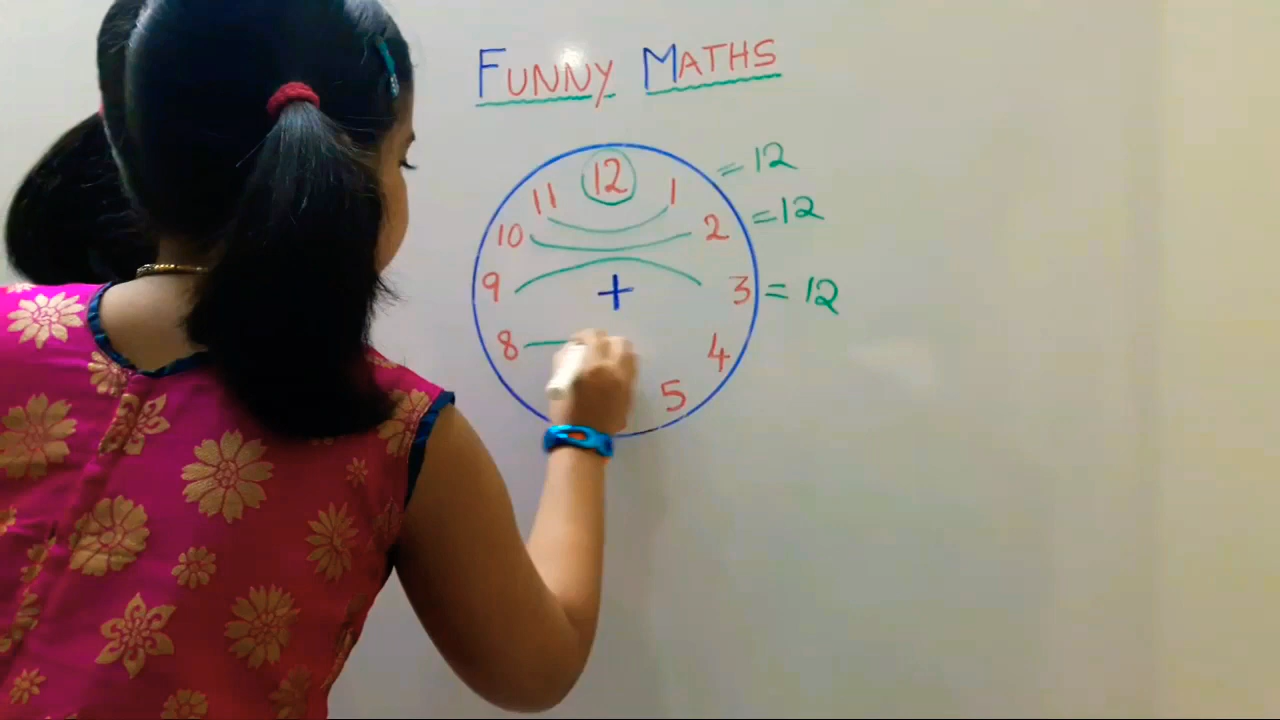 FUNNY MATHS
12
11 1 = 12
10 2 = 12
9 + 3 = 12
8 4
5